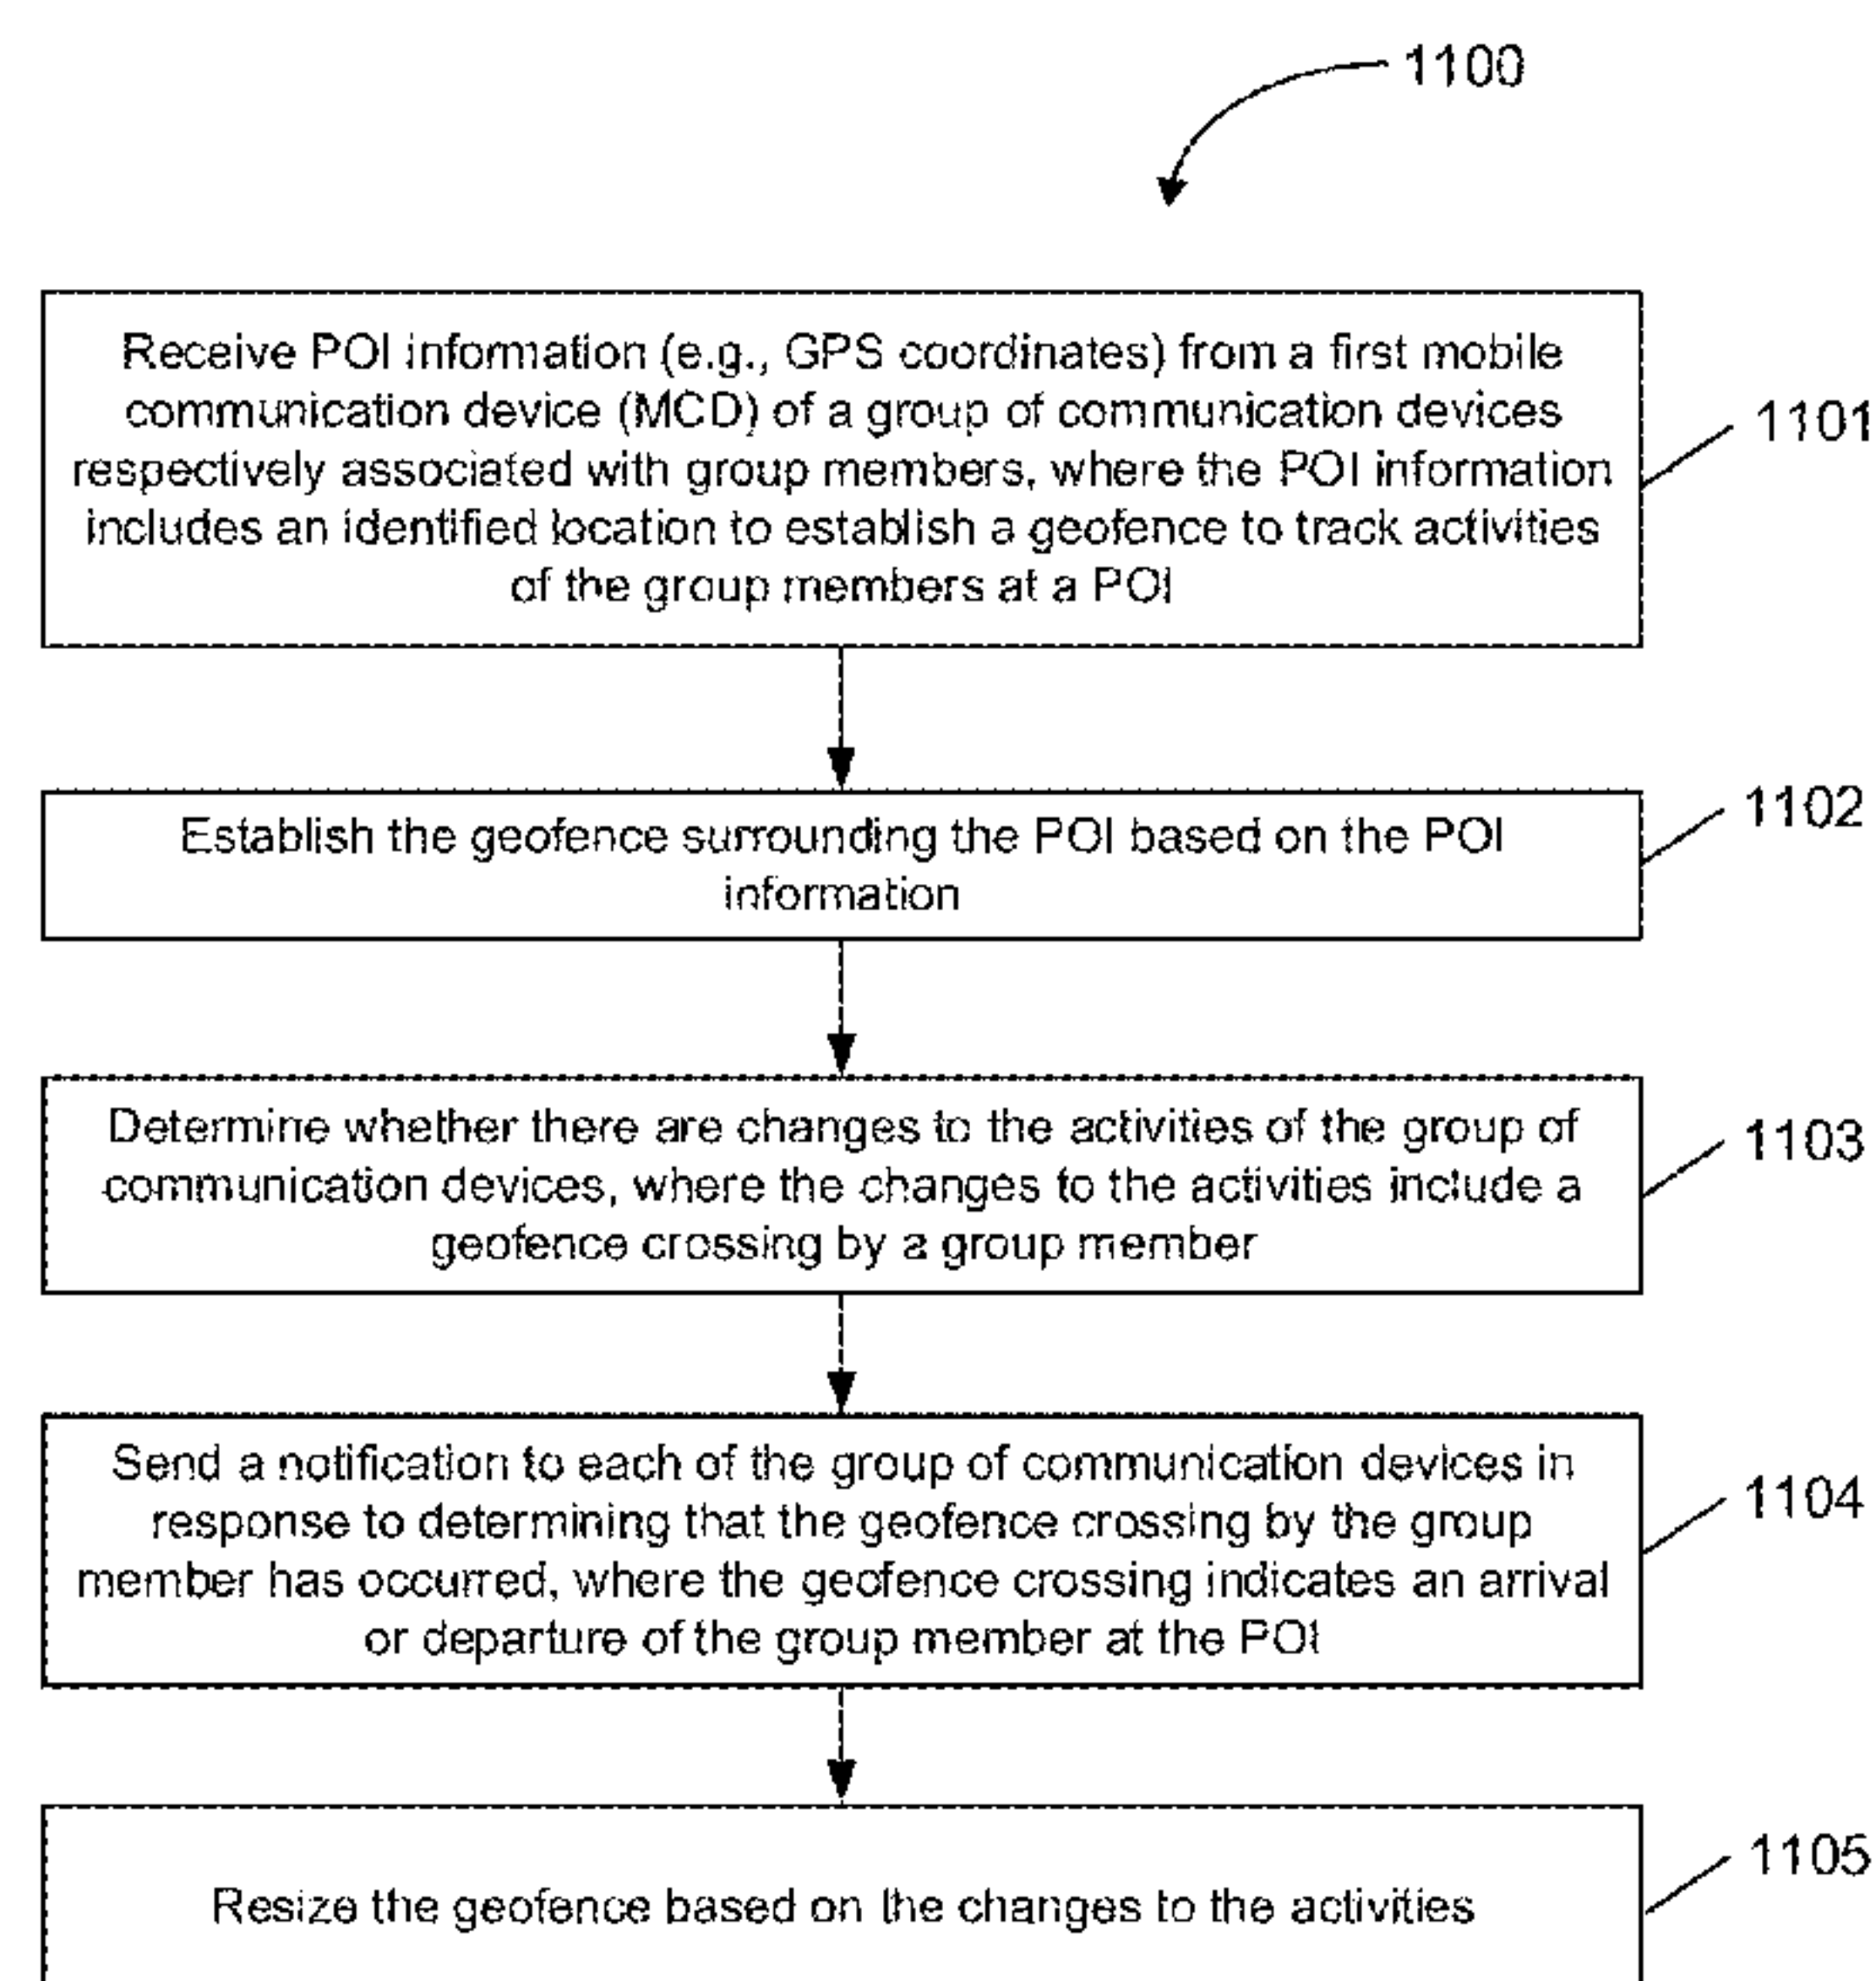 1100
Receive POI information (e.g., GPS coordinates) from a first mobile
communication device (MCD) of a group of communication devices
respectively associated with group members, where the POI information
includes an identified location to establish a geofence to track activities
of the group members at a POI
1101
Establish the geofence surrounding the POI based on the POI
information
1102
Determine whether there are changes to the activities of the group of
communication devices, where the changes to the activities include a
geofence crossing by a group member
1103
Send a notification to each of the group of communication devices in
response to determining that the geofence crossing by the group
member has occurred, where the geofence crossing indicates an arrival
or departure of the group member at the POI
1104
Resize the geofence based on the changes to the activities
1105